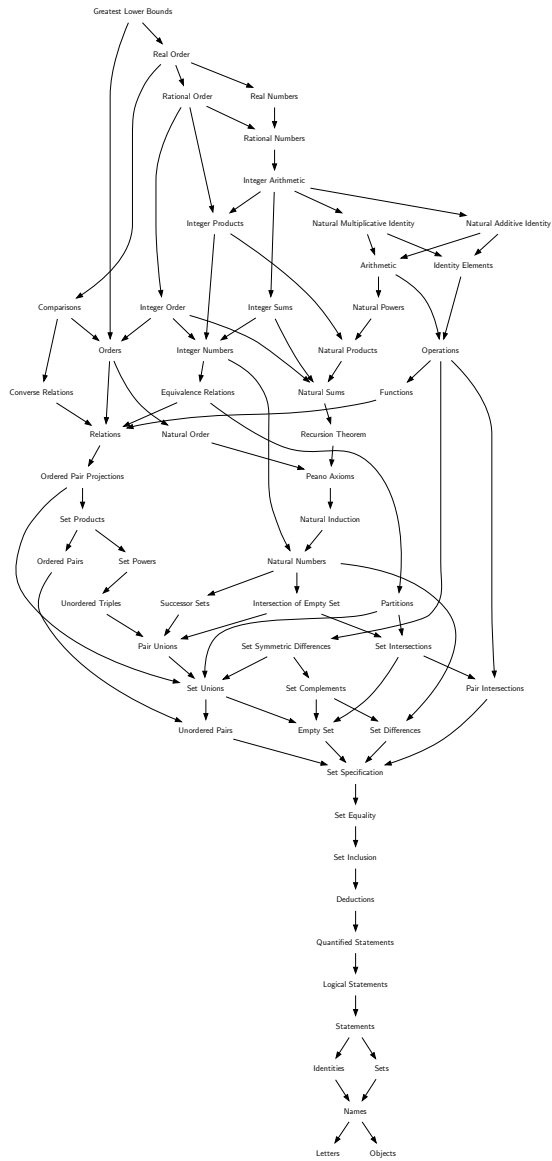 Greatest Lower Bounds
Real Order
Rational Order
Real Numbers
Rational Numbers
Integer Arithmetic
Integer Products
Natural Multiplicative Identity
Natural Additive Identity
Arithmetic
Identity Elements
Comparisons
Integer Order
Integer Sums
Natural Powers
Orders
Integer Numbers
Natural Products
Operations
Converse Relations
Equivalence Relations
Natural Sums
Functions
Relations
Natural Order
Recursion Theorem
Ordered Pair Projections
Peano Axioms
Set Products
Natural Induction
Ordered Pairs
Set Powers
Natural Numbers
Unordered Triples
Successor Sets
Intersection of Empty Set
Partitions
Pair Unions
Set Symmetric Differences
Set Intersections
Set Unions
Set Complements
Pair Intersections
Unordered Pairs
Empty Set
Set Differences
Set Specification
Set Equality
Set Inclusion
Deductions
Quantified Statements
Logical Statements
Statements
Identities
Sets
Names
Letters
Objects